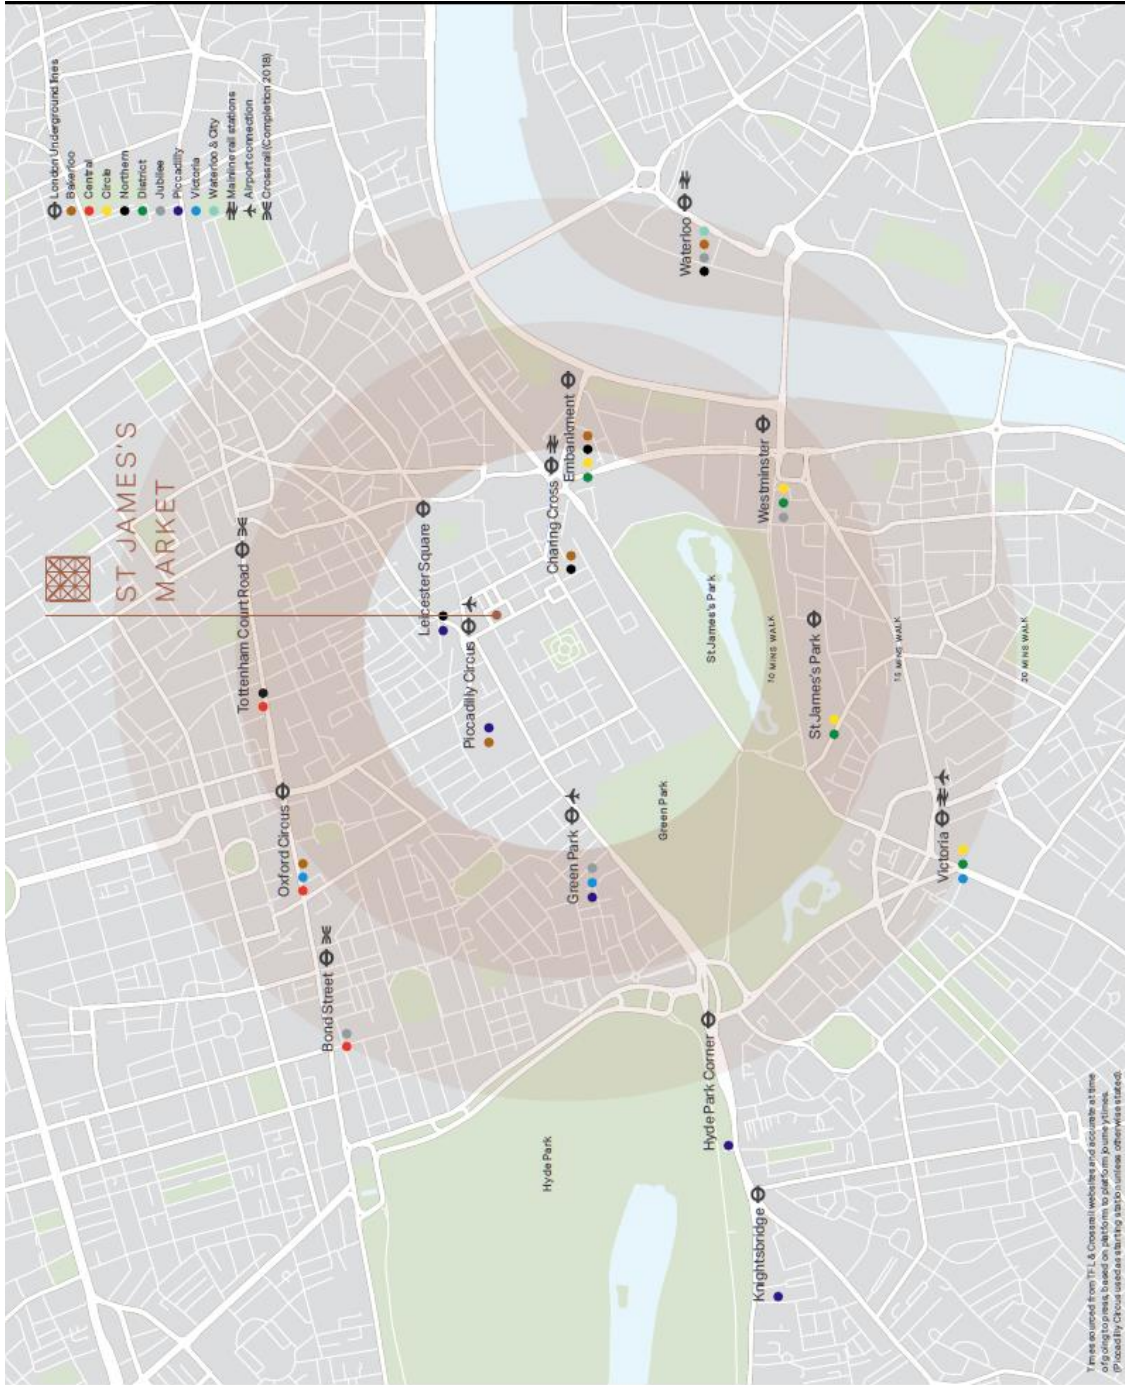 London Underground lines
Bakerloo
Central
Circle
Northern
District
Jubilee
Piccadilly
Victoria
Waterloo & City
Mainline rail stations
Airport connection
Crossrail (Completion 2018)
ST JAMES'S
MARKET
Tottenham Court Road
Oxford Circus
Bond Street
Leicester Square
Piccadilly Circus
Charing Cross
Embankment
Waterloo
Green Park
Westminster
St James's Park
Green Park
10 MINS WALK
St James's Park
15 MINS WALK
20 MINS WALK
Victoria
Hyde Park
Hyde Park Corner
Knightsbridge
Times sourced from TFL & Crossrail websites and accurate at time
of going to press, based on platform to platform journey times.
(Piccadilly Circus used as starting station unless otherwise stated).